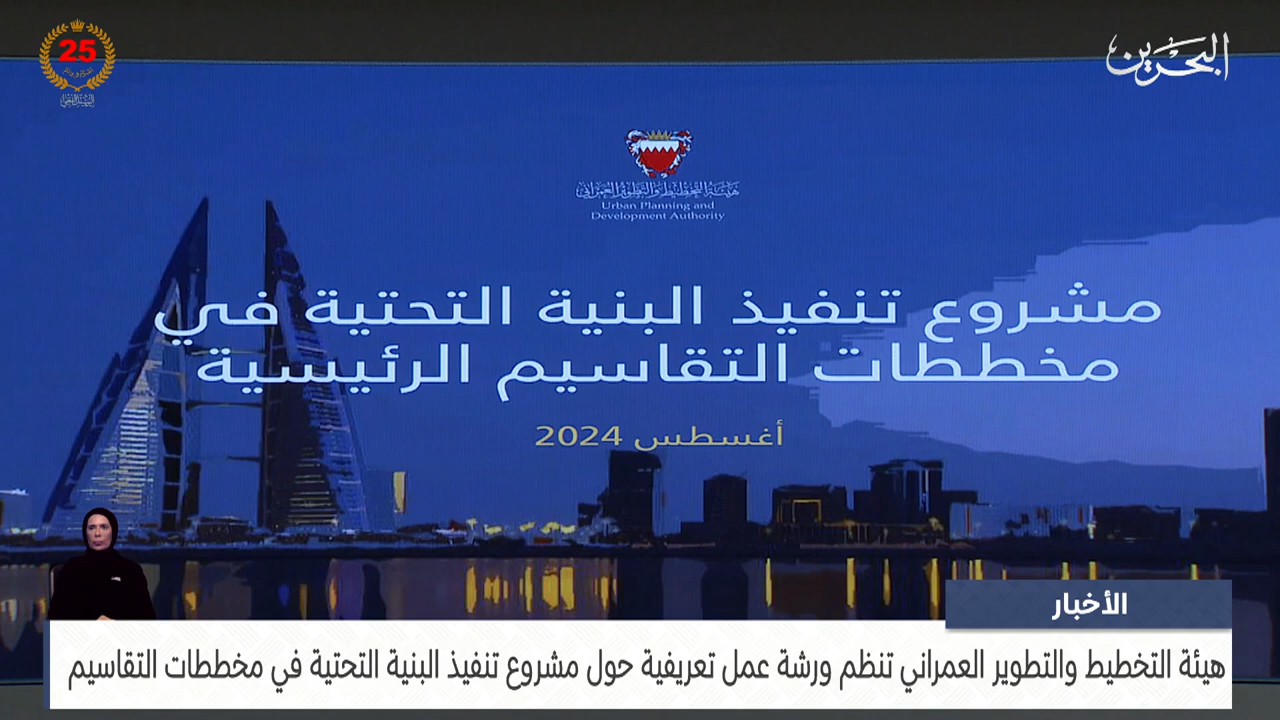 25
البحرين
هيئة التخطيط والتطوير العمراني
Urban Planning and
Development Authority
مشروع تنفيذ البنية التحتية في
مخططات التقاسيم الرئيسية
أغسطس 2024
الأخبار
هيئة التخطيط والتطوير العمراني تنظم ورشة عمل تعريفية حول مشروع تنفيذ البنية التحتية في مخططات التقاسيم